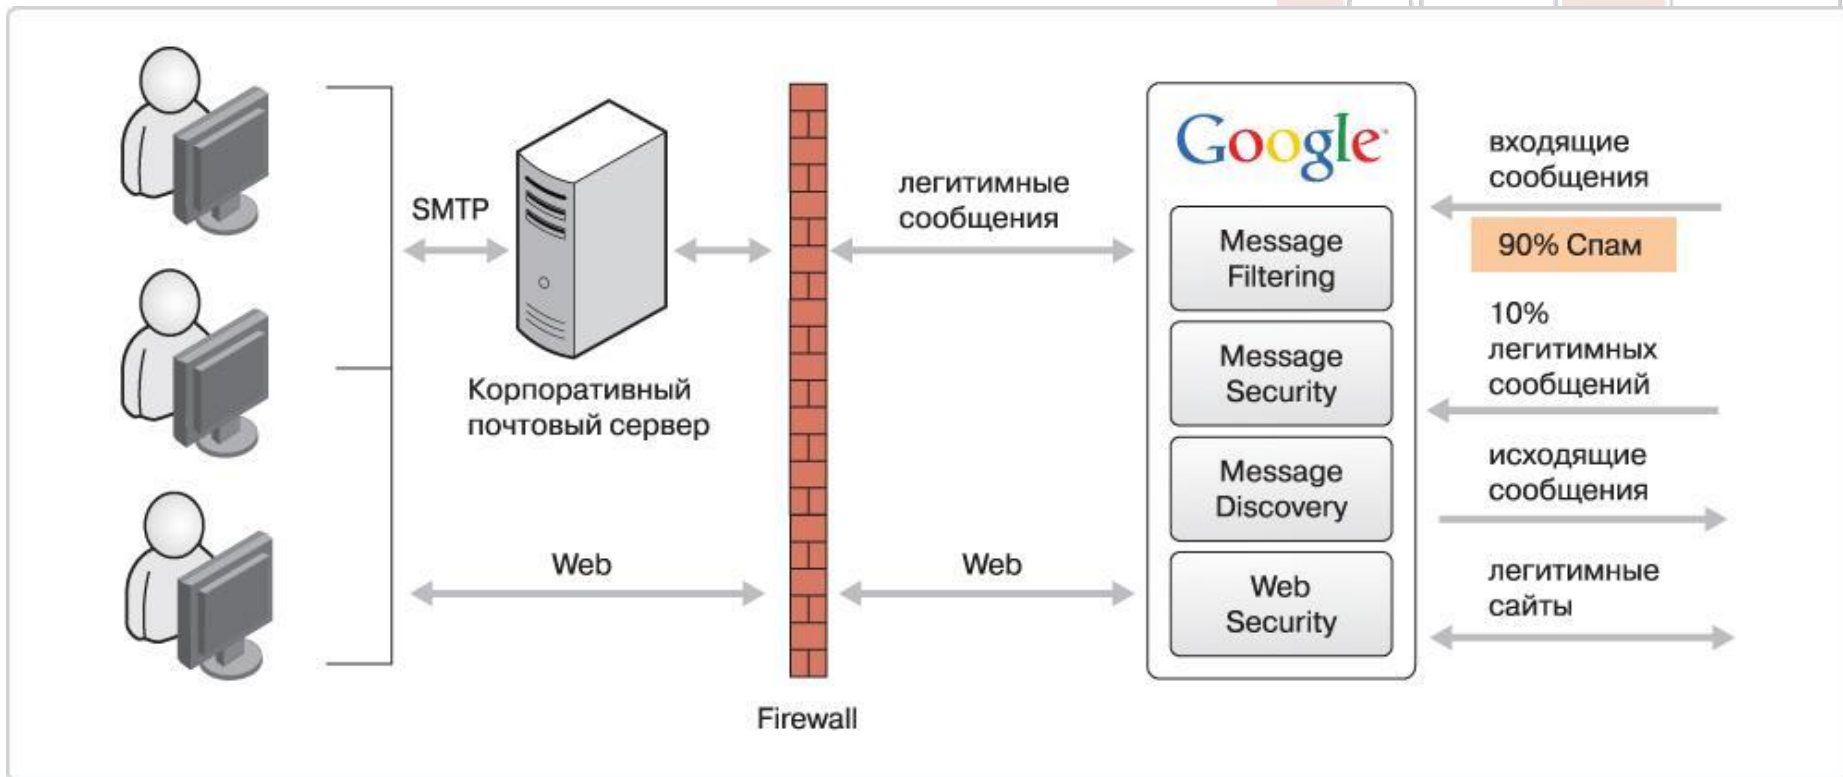 SMTP
Корпоративный
почтовый сервер
Web
Firewall
легитимные
сообщения
Web
Google
Message
Filtering
Message
Security
Message
Discovery
Web
Security
входящие
сообщения
90% Спам
10%
легитимных
сообщений
исходящие
сообщения
легитимные
сайты